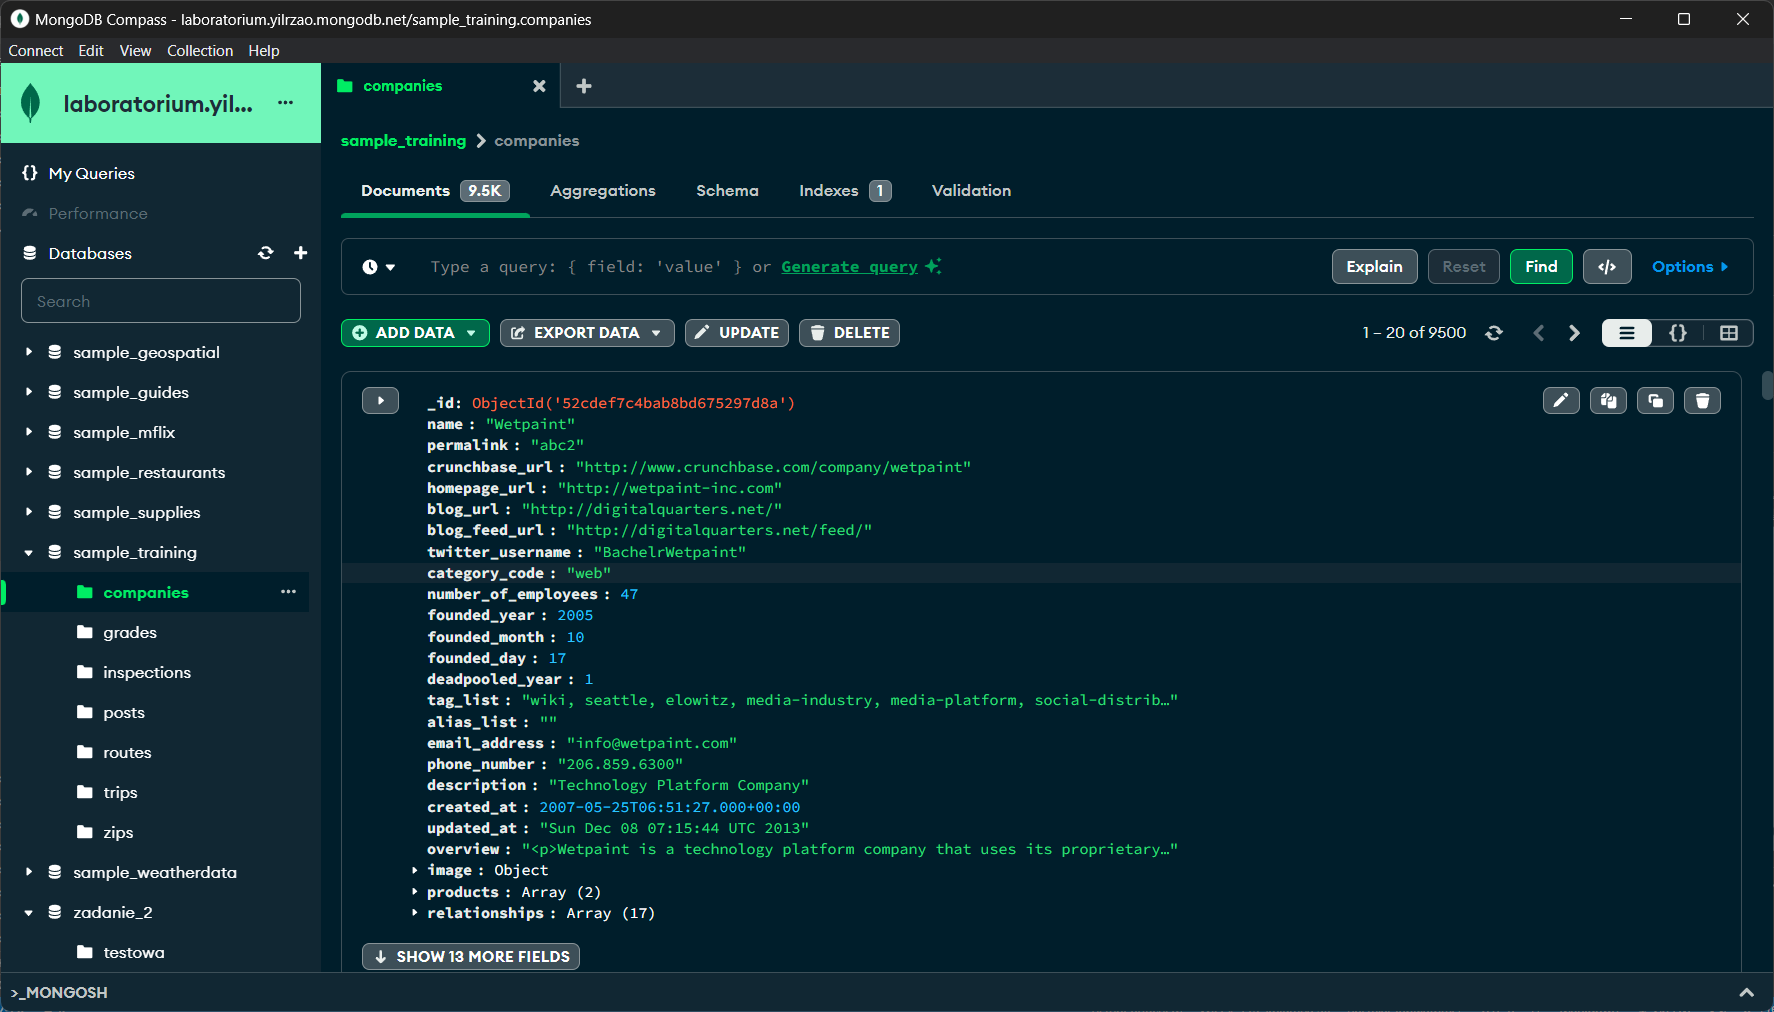 MongoDB Compass - laboratorium.yilrzao.mongodb.net/sample_training.companies
Connect Edit View Collection Help
laboratorium.yil... ...
companies
sample_training > companies
My Queries
Performance
Databases
Search
sample_geospatial
sample_guides
sample_mflix
sample_restaurants
sample_supplies
sample_training
companies ...
grades
inspections
posts
routes
trips
zips
sample_weatherdata
zadanie_2
testowa
Documents 9.5K Aggregations Schema Indexes 1 Validation
Type a query: { field: 'value' } or Generate query
Explain Reset Find </> Options
ADD DATA EXPORT DATA UPDATE DELETE
1 – 20 of 9500
_id: ObjectId('52cdef7c4bab8bd675297d8a')
name : "Wetpaint"
permalink : "abc2"
crunchbase_url : "http://www.crunchbase.com/company/wetpaint"
homepage_url : "http://wetpaint-inc.com"
blog_url : "http://digitalquarters.net/"
blog_feed_url : "http://digitalquarters.net/feed/"
twitter_username : "BachelrWetpaint"
category_code : "web"
number_of_employees : 47
founded_year : 2005
founded_month : 10
founded_day : 17
deadpooled_year : 1
tag_list : "wiki, seattle, elowitz, media-industry, media-platform, social-distrib…"
alias_list : ""
email_address : "info@wetpaint.com"
phone_number : "206.859.6300"
description : "Technology Platform Company"
created_at : 2007-05-25T06:51:27.000+00:00
updated_at : "Sun Dec 08 07:15:44 UTC 2013"
overview : "<p>Wetpaint is a technology platform company that uses its proprietary…"
image : Object
products : Array (2)
relationships : Array (17)
SHOW 13 MORE FIELDS
>_MONGOSH